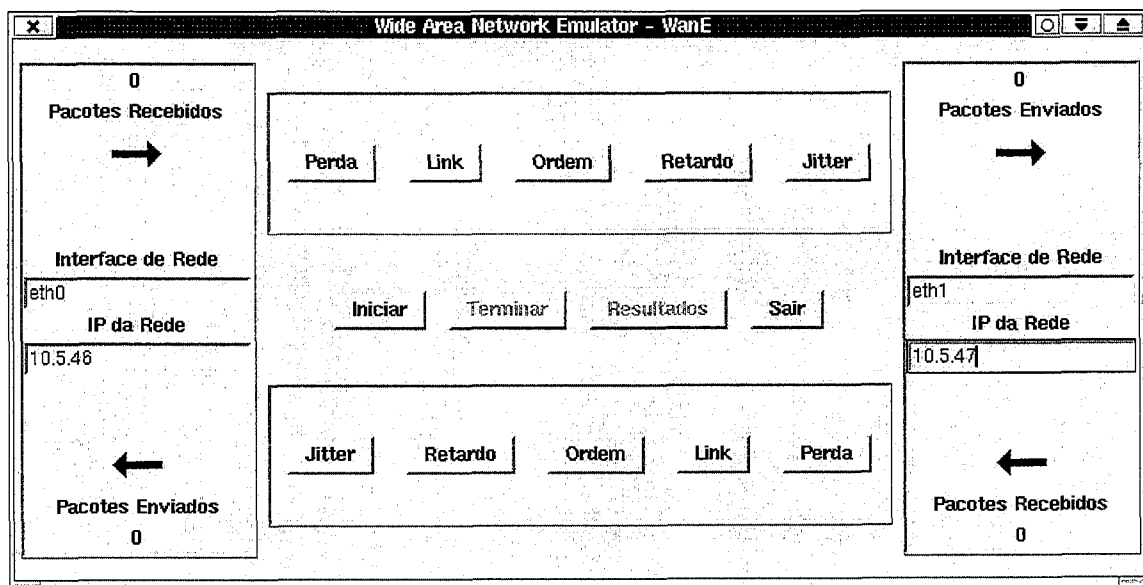 Wide Area Network Emulator - WanE
0
Pacotes Recebidos
Interface de Rede
eth0
IP da Rede
10.5.46
Pacotes Enviados
0
Perda Link Ordem Retardo Jitter
Iniciar Terminar Resultados Sair
Jitter Retardo Ordem Link Perda
0
Pacotes Enviados
Interface de Rede
eth1
IP da Rede
10.5.47
Pacotes Recebidos
0